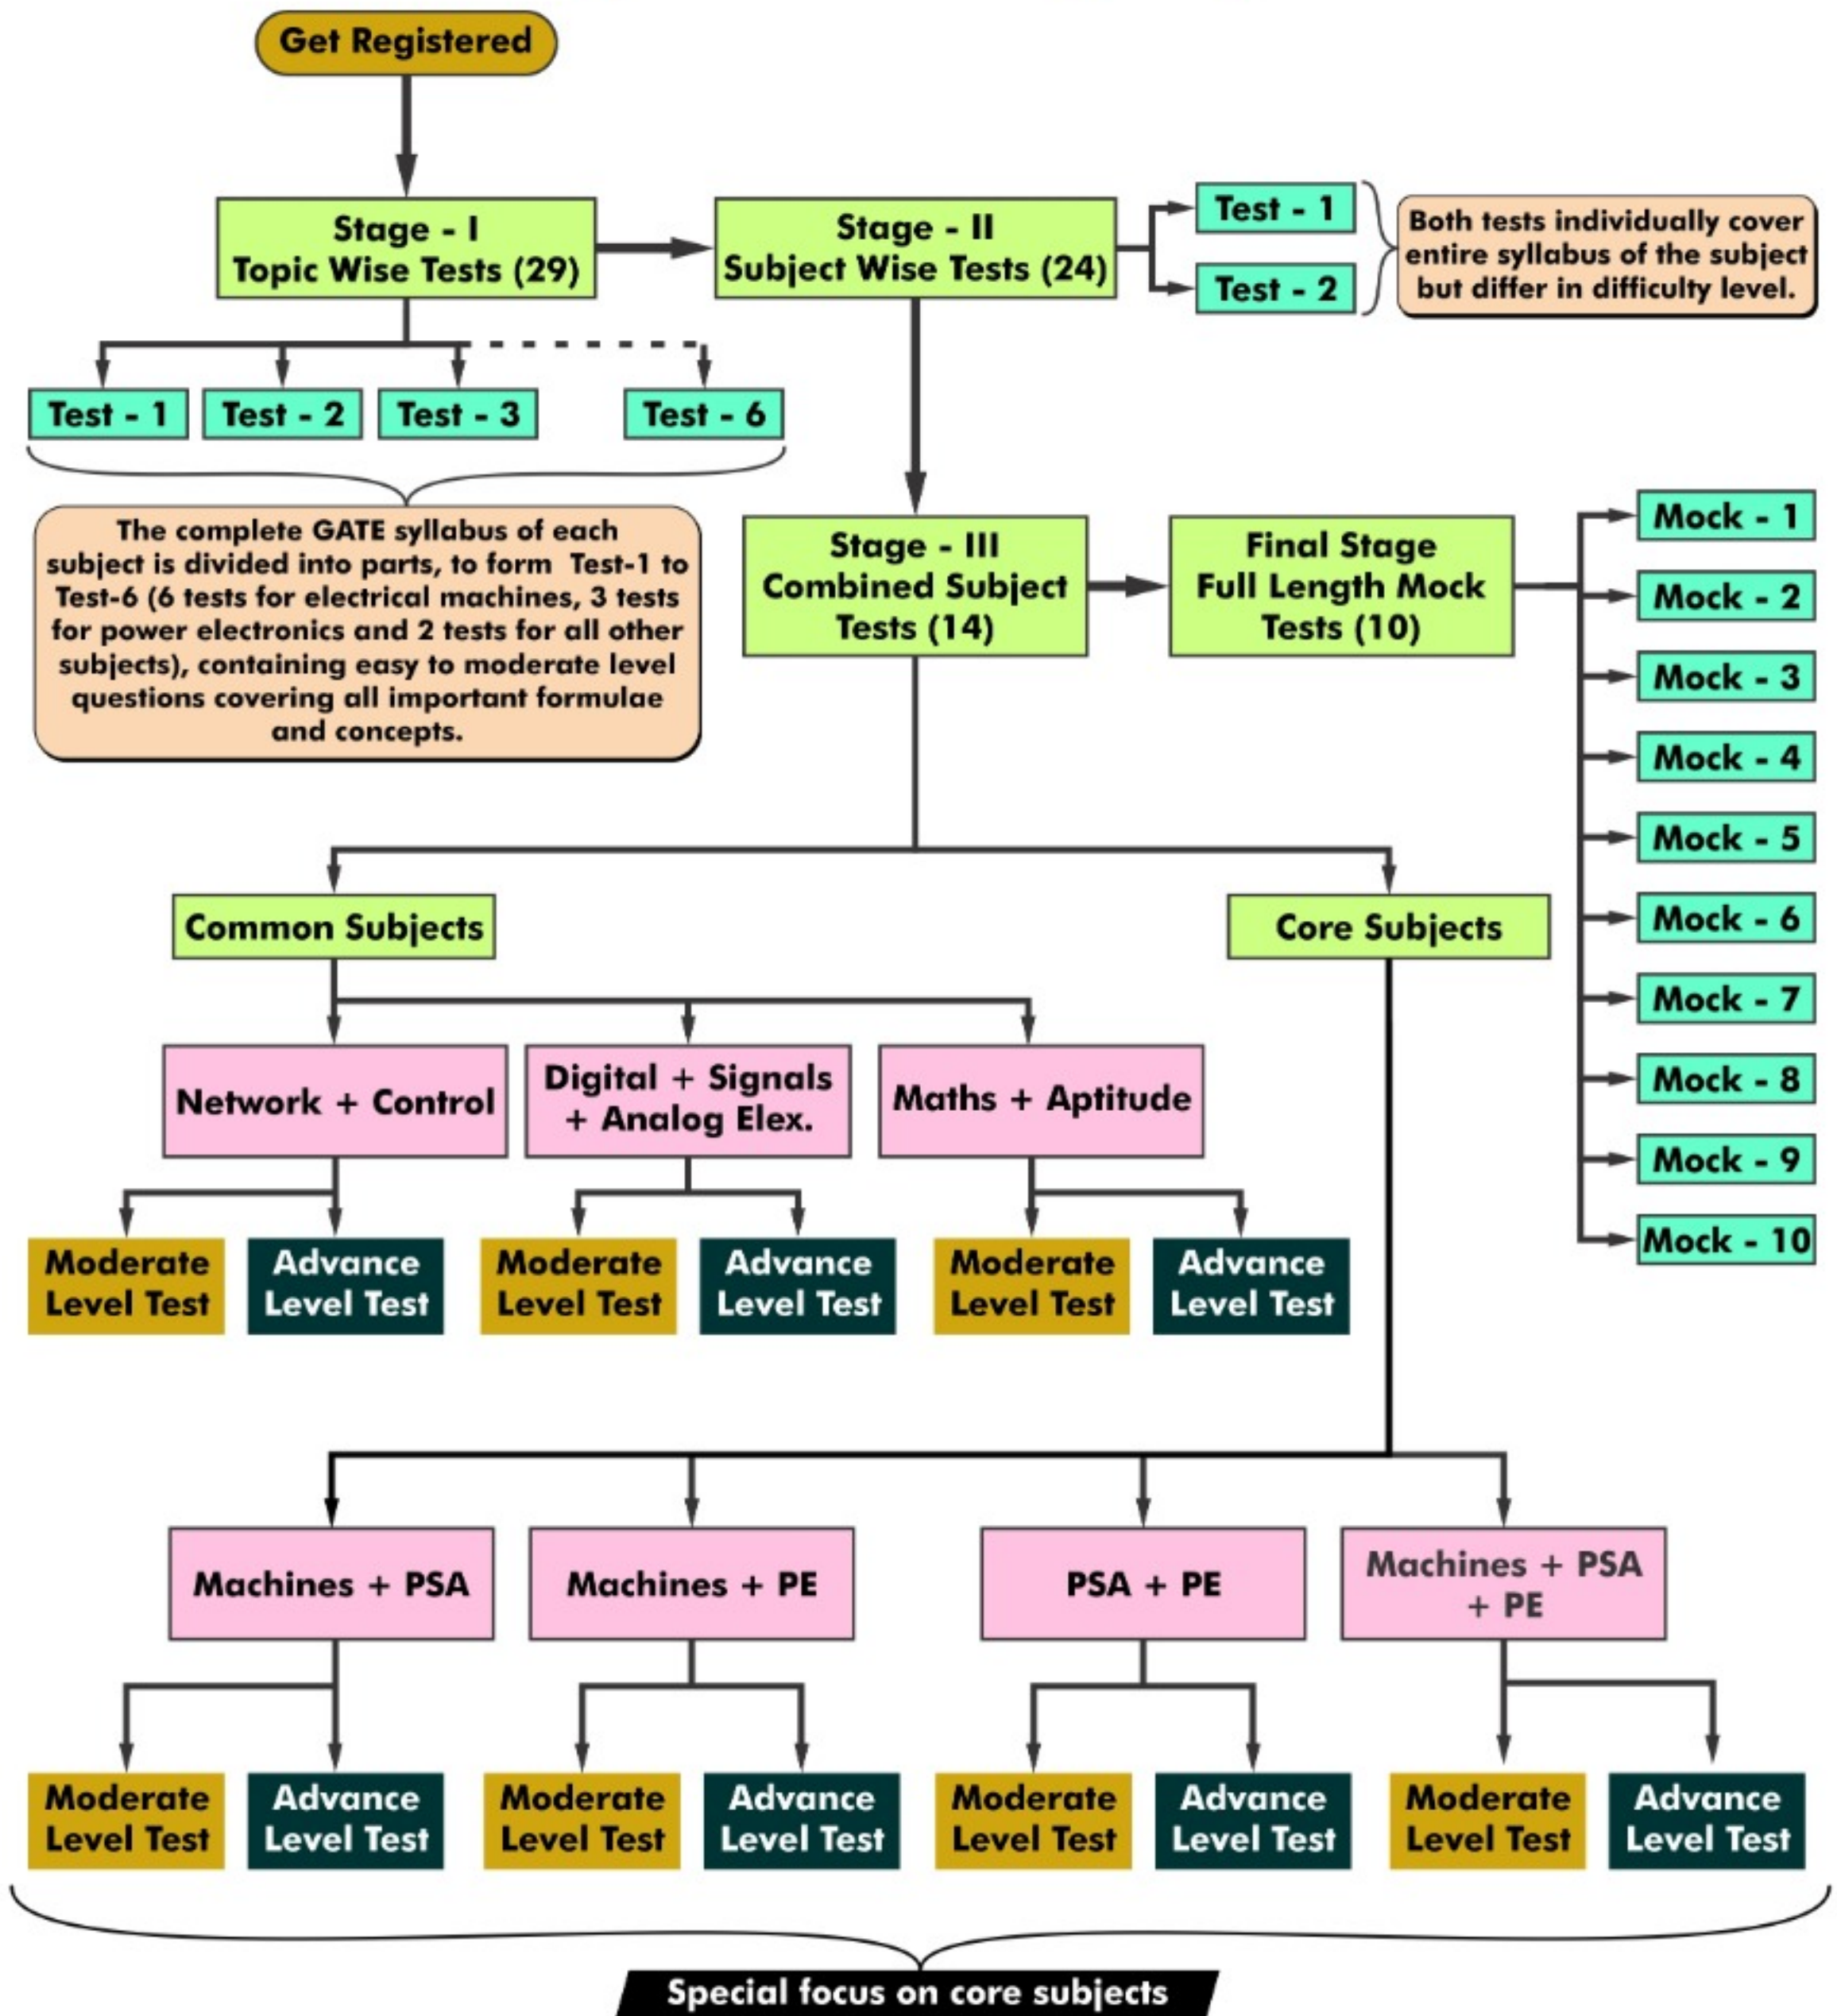 Get Registered
Stage - I
Topic Wise Tests (29)
Stage - II
Subject Wise Tests (24)
Test - 1
Test - 2
Both tests individually cover
entire syllabus of the subject
but differ in difficulty level.
Test - 1
Test - 2
Test - 3
Test - 6
The complete GATE syllabus of each
subject is divided into parts, to form Test-1 to
Test-6 (6 tests for electrical machines, 3 tests
for power electronics and 2 tests for all other
subjects), containing easy to moderate level
questions covering all important formulae
and concepts.
Stage - III
Combined Subject
Tests (14)
Final Stage
Full Length Mock
Tests (10)
Mock - 1
Mock - 2
Mock - 3
Mock - 4
Mock - 5
Mock - 6
Mock - 7
Mock - 8
Mock - 9
Mock - 10
Common Subjects
Core Subjects
Network + Control
Digital + Signals
+ Analog Elex.
Maths + Aptitude
Moderate
Level Test
Advance
Level Test
Moderate
Level Test
Advance
Level Test
Moderate
Level Test
Advance
Level Test
Machines + PSA
Machines + PE
PSA + PE
Machines + PSA
+ PE
Moderate
Level Test
Advance
Level Test
Moderate
Level Test
Advance
Level Test
Moderate
Level Test
Advance
Level Test
Moderate
Level Test
Advance
Level Test
Special focus on core subjects